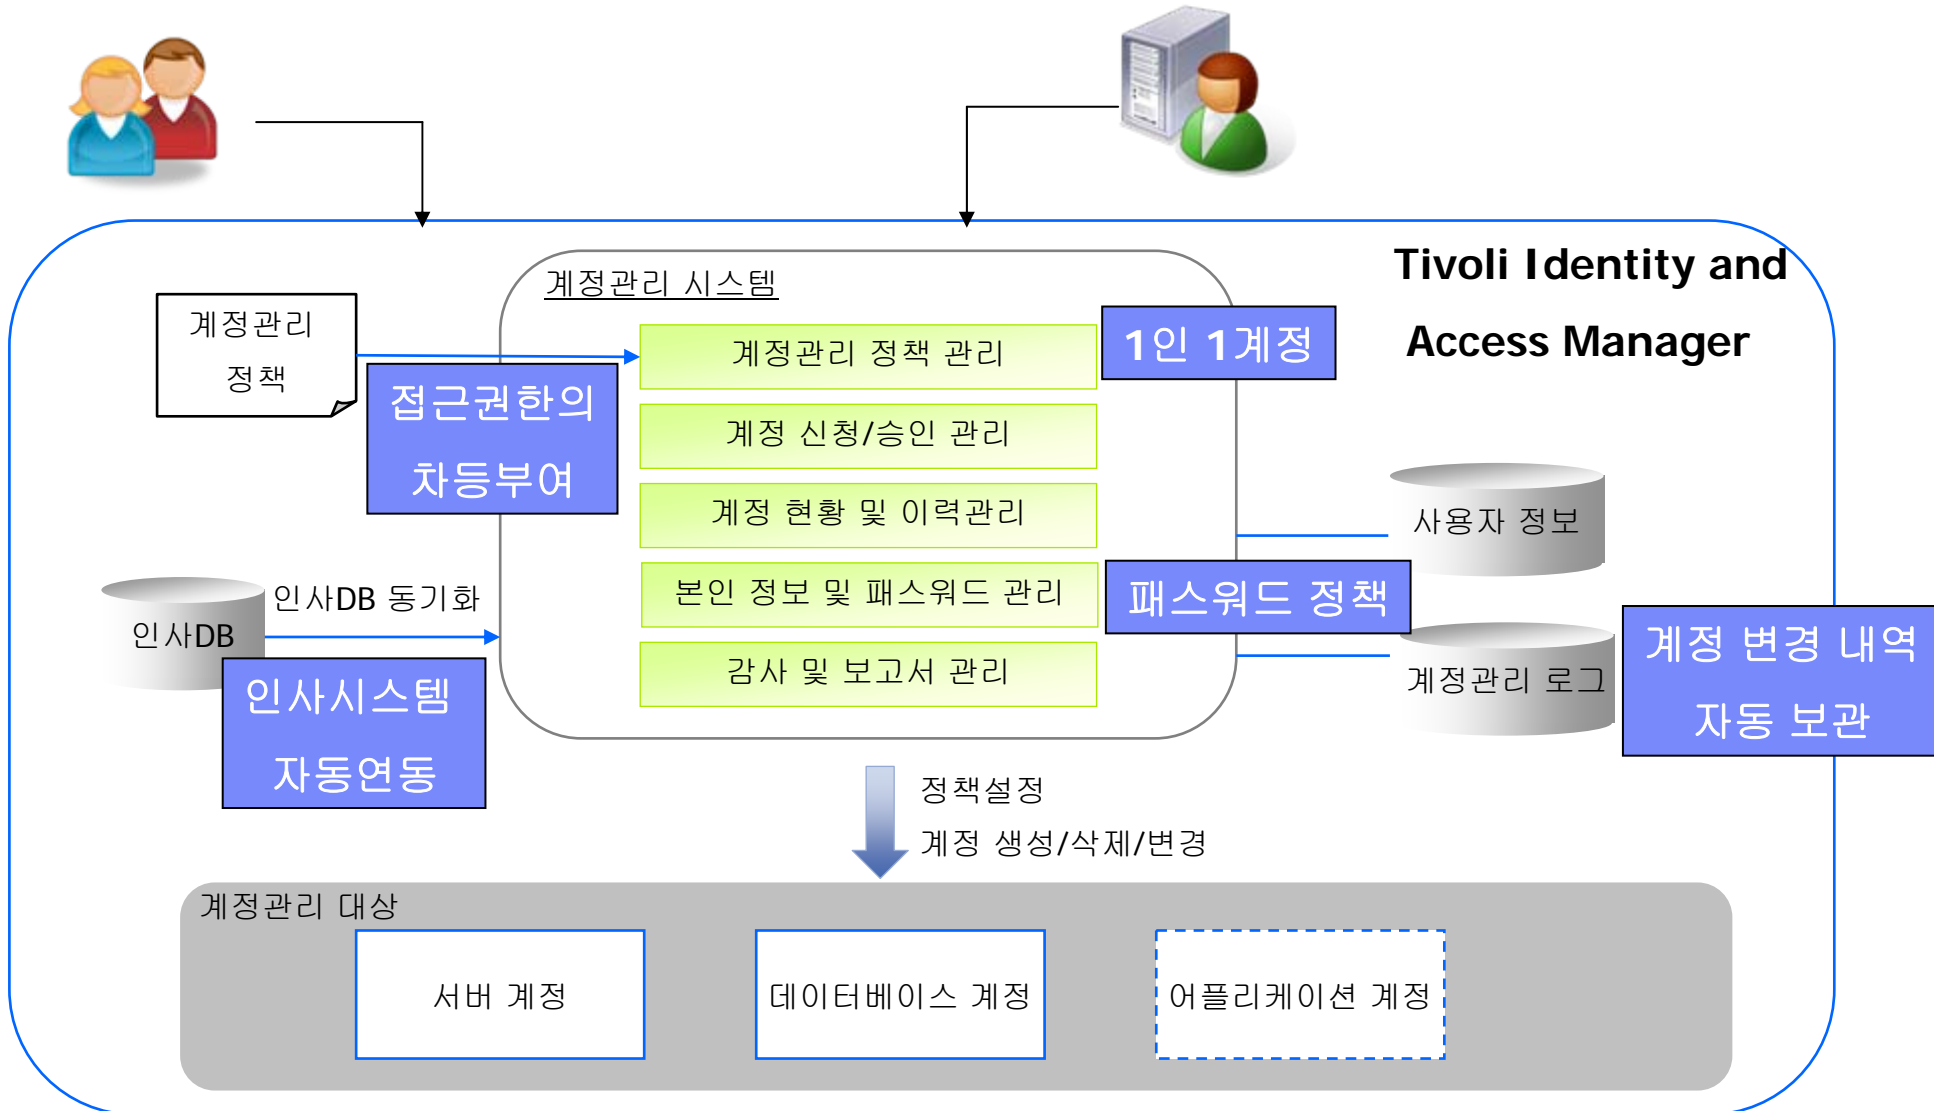 Tivoli Identity and
Access Manager
계정관리 시스템
계정관리
정책
계정관리 정책 관리
1인 1계정
접근권한의
차등부여
계정 신청/승인 관리
계정 현황 및 이력관리
사용자 정보
인사DB 동기화
인사DB
본인 정보 및 패스워드 관리
패스워드 정책
인사시스템
자동연동
감사 및 보고서 관리
계정관리 로그
계정 변경 내역
자동 보관
정책설정
계정 생성/삭제/변경
계정관리 대상
서버 계정
데이터베이스 계정
어플리케이션 계정